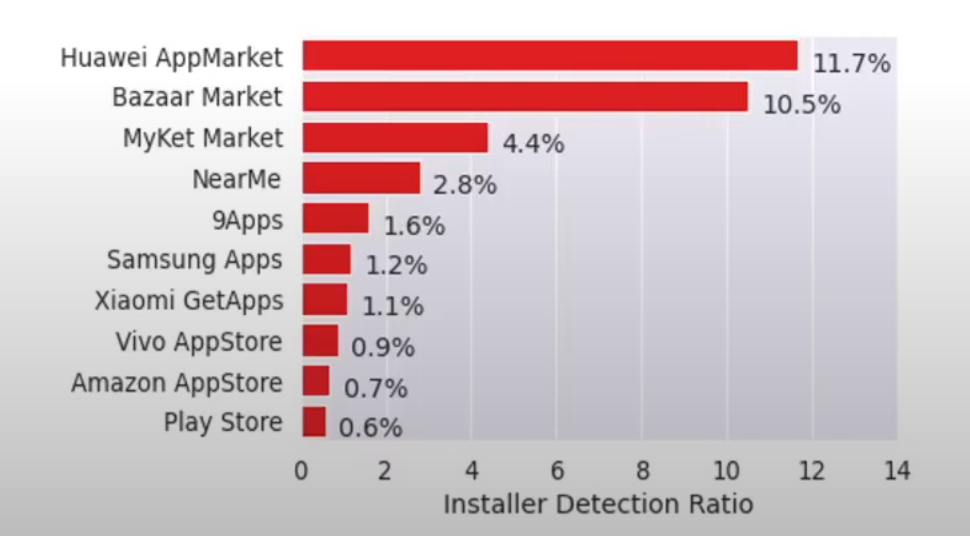 Huawei AppMarket 11.7%
Bazaar Market 10.5%
MyKet Market 4.4%
NearMe 2.8%
9Apps 1.6%
Samsung Apps 1.2%
Xiaomi GetApps 1.1%
Vivo AppStore 0.9%
Amazon AppStore 0.7%
Play Store 0.6%
0 2 4 6 8 10 12 14
Installer Detection Ratio